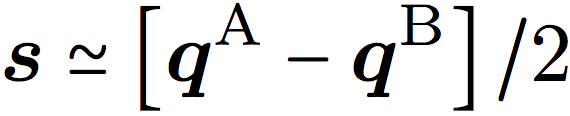 s ≃ [q^A − q^B] /2